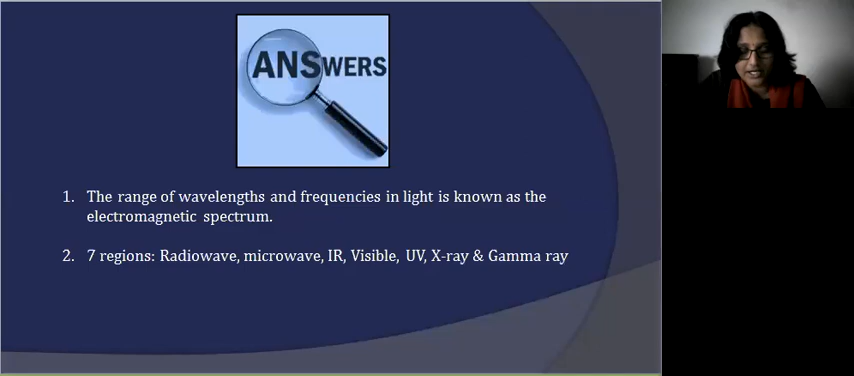 ANSWERS
1. The range of wavelengths and frequencies in light is known as the
electromagnetic spectrum.
2. 7 regions: Radiowave, microwave, IR, Visible, UV, X-ray & Gamma ray